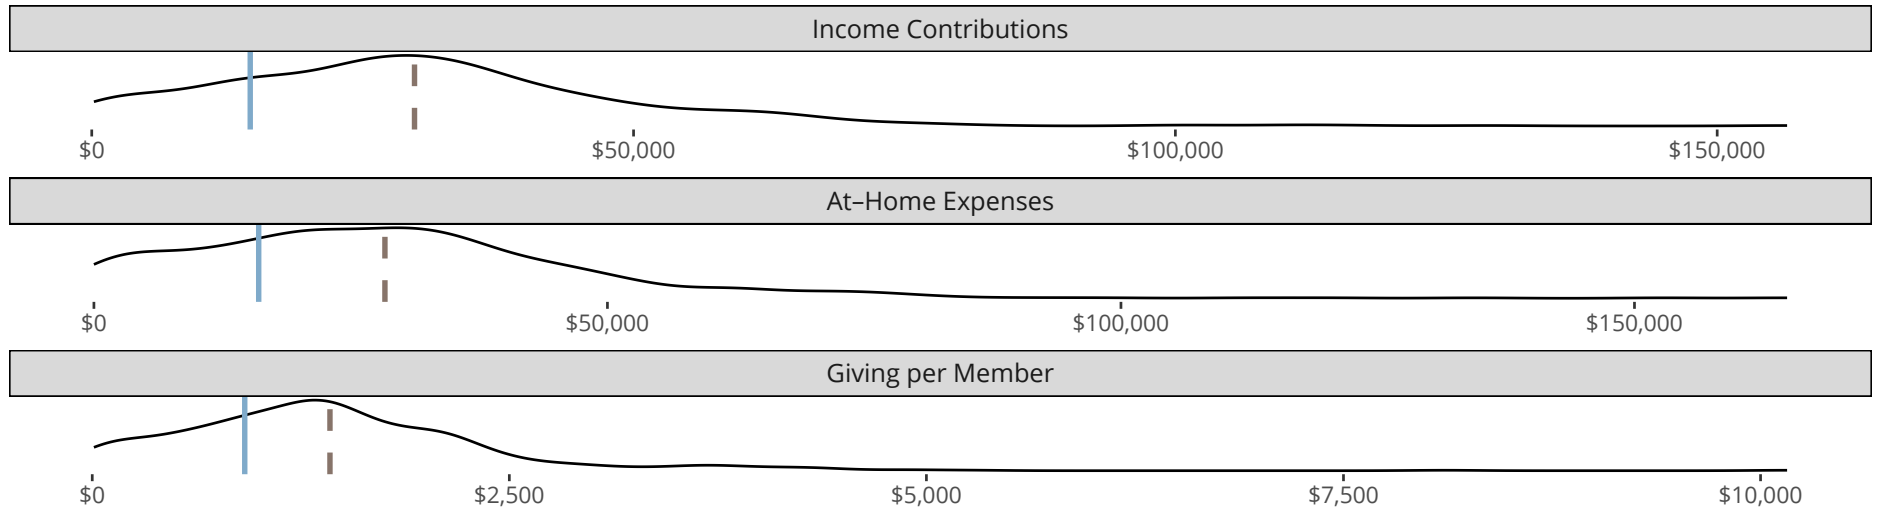 Income Contributions
$0 $50,000 $100,000 $150,000
At–Home Expenses
$0 $50,000 $100,000 $150,000
Giving per Member
$0 $2,500 $5,000 $7,500 $10,000